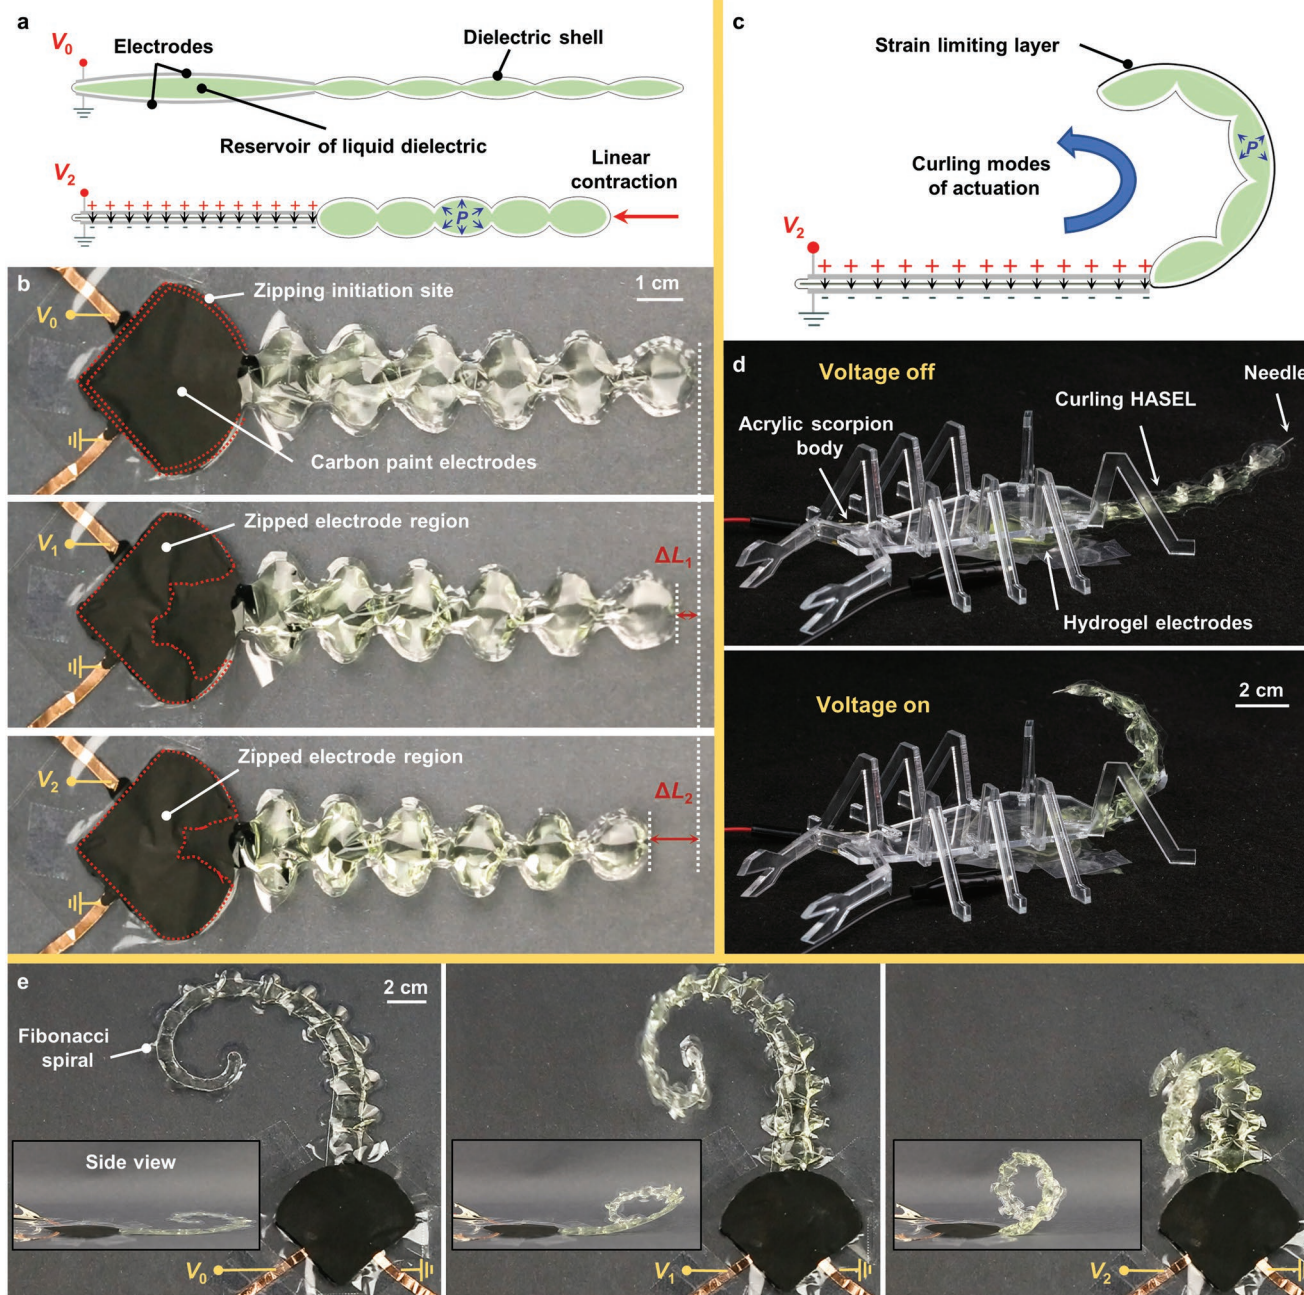 a
V0
Electrodes
Dielectric shell
Reservoir of liquid dielectric
V2
+ + + + + + + + + + + + +
- - - - - - - - - - - - -
P
Linear
contraction
b
Zipping initiation site
1 cm
V0
Carbon paint electrodes
Zipped electrode region
V1
ΔL1
Zipped electrode region
V2
ΔL2
c
Strain limiting layer
P
Curling modes
of actuation
V2
+ + + + + + + + + + + + +
- - - - - - - - - - - - -
d
Voltage off
Needle
Curling HASEL
Acrylic scorpion
body
Hydrogel electrodes
Voltage on
2 cm
e
2 cm
Fibonacci
spiral
Side view
V0
V1
V2